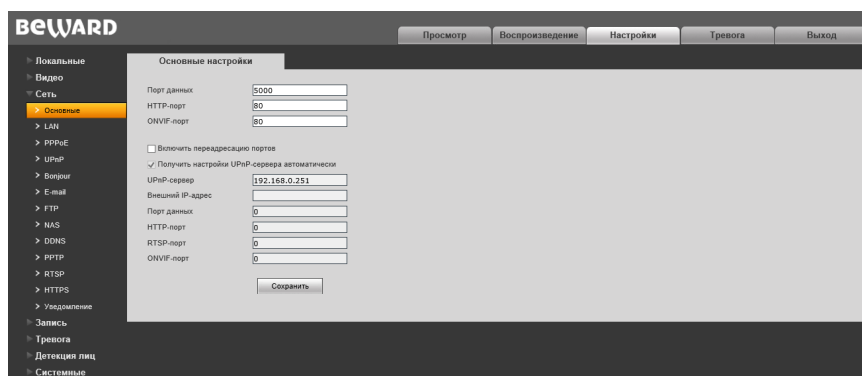 BEWARD
Просмотр Воспроизведение Настройки Тревога Выход
Локальные
Видео
Сеть
Основные
LAN
PPPoE
UPnP
Bonjour
E-mail
FTP
NAS
DDNS
PPTP
RTSP
HTTPS
Уведомление
Запись
Тревога
Детекция лиц
Системные
Основные настройки
Порт данных 5000
HTTP-порт 80
ONVIF-порт 80
Включить переадресацию портов
Получить настройки UPnP-сервера автоматически
UPnP-сервер 192.168.0.251
Внешний IP-адрес
Порт данных 0
HTTP-порт 0
RTSP-порт 0
ONVIF-порт 0
Сохранить